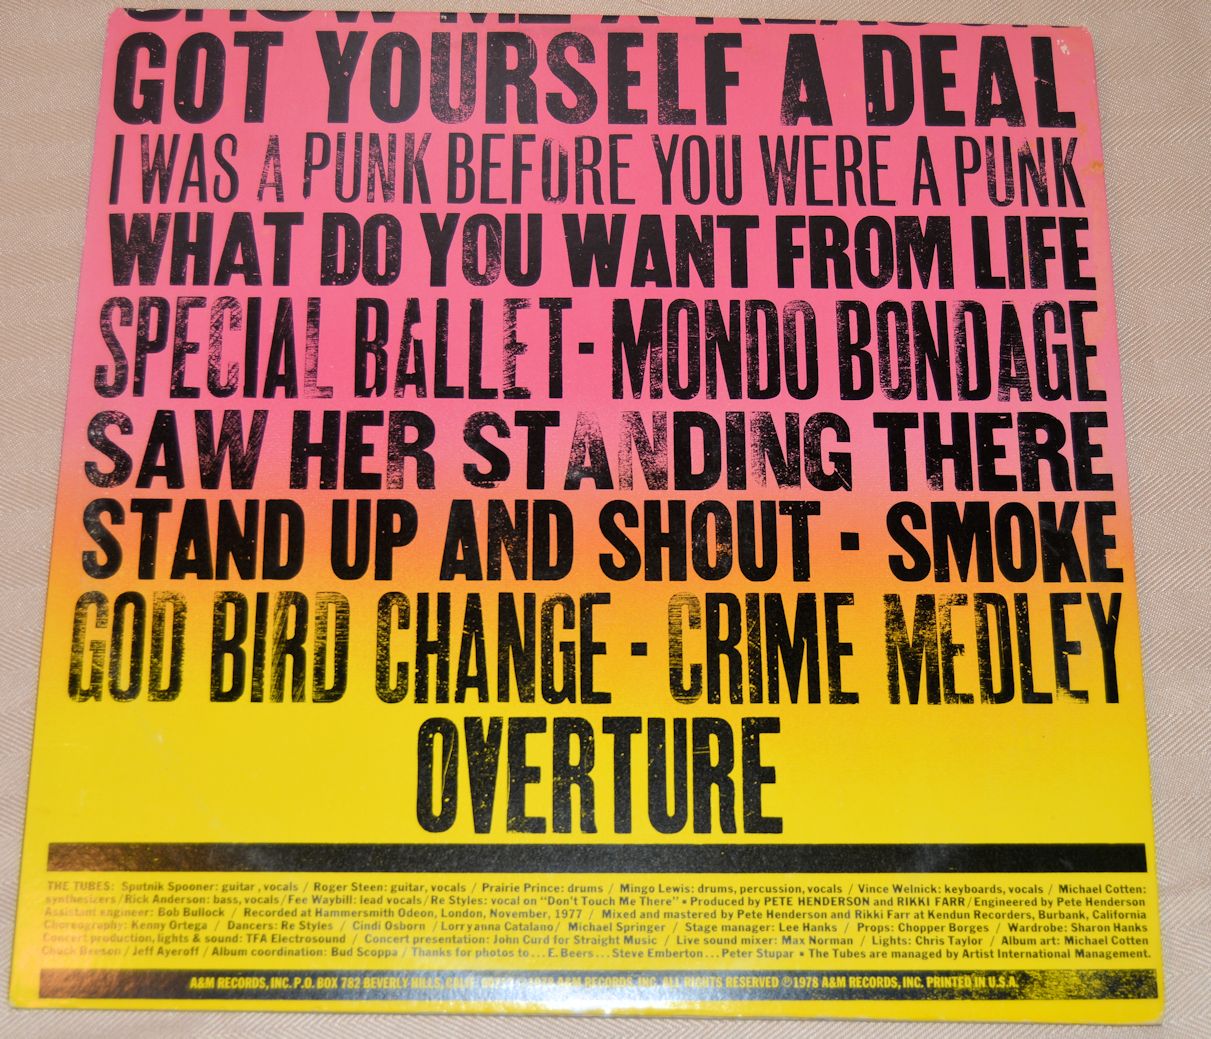 SHOW ME A REASON
GOT YOURSELF A DEAL
I WAS A PUNK BEFORE YOU WERE A PUNK
WHAT DO YOU WANT FROM LIFE
SPECIAL BALLET · MONDO BONDAGE
SAW HER STANDING THERE
STAND UP AND SHOUT · SMOKE
GOD BIRD CHANGE · CRIME MEDLEY
OVERTURE
THE TUBES: Sputnik Spooner: guitar, vocals / Roger Steen: guitar, vocals / Prairie Prince: drums / Mingo Lewis: drums, percussion, vocals / Vince Welnick: keyboards, vocals / Michael Cotten:
synthesizers / Rick Anderson: bass, vocals / Fee Waybill: lead vocals / Re Styles: vocal on "Don't Touch Me There" ▪ Produced by PETE HENDERSON and RIKKI FARR / Engineered by Pete Henderson
Assistant engineer: Bob Bullock / Recorded at Hammersmith Odeon, London, November, 1977 / Mixed and mastered by Pete Henderson and Rikki Farr at Kendun Recorders, Burbank, California
Choreography: Kenny Ortega / Dancers: Re Styles / Cindi Osborn / Lorryanna Catalano / Michael Springer / Stage manager: Lee Hanks / Props: Chopper Borges / Wardrobe: Sharon Hanks
Concert production, lights & sound: TFA Electrosound / Concert presentation: John Curd for Straight Music / Live sound mixer: Max Norman / Lights: Chris Taylor / Album art: Michael Cotten
Chuck Beeson / Jeff Ayeroff / Album coordination: Bud Scoppa / Thanks for photos to... E. Beers... Steve Emberton... Peter Stupar ▪ The Tubes are managed by Artist International Management.
A&M RECORDS, INC. P.O. BOX 782 BEVERLY HILLS, CALIF. ©1978 A&M RECORDS, INC. ALL RIGHTS RESERVED ℗1978 A&M RECORDS, INC. PRINTED IN U.S.A.